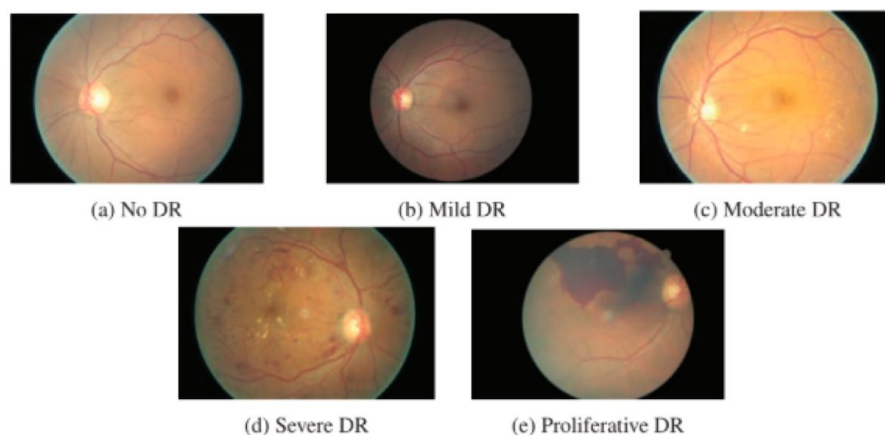 (a) No DR
(b) Mild DR
(c) Moderate DR
(d) Severe DR
(e) Proliferative DR